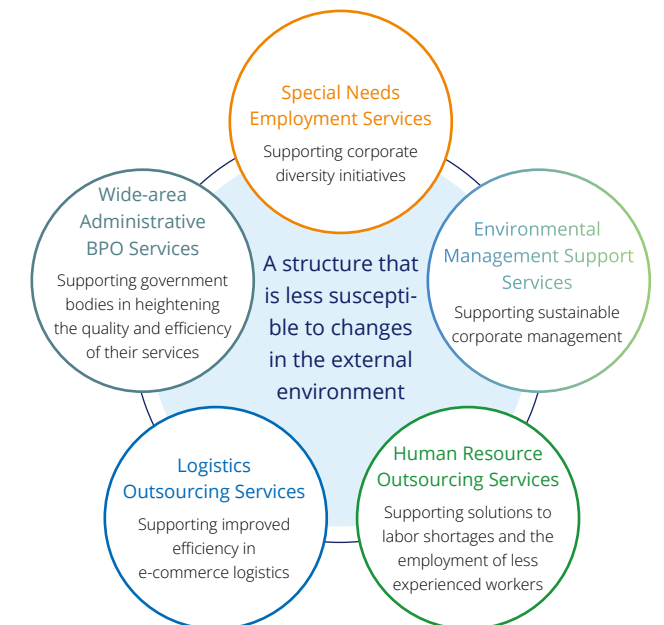 Special Needs
Employment Services
Supporting corporate
diversity initiatives
Wide-area
Administrative
BPO Services
Supporting government
bodies in heightening
the quality and efficiency
of their services
A structure that
is less suscepti-
ble to changes
in the external
environment
Environmental
Management Support
Services
Supporting sustainable
corporate management
Logistics
Outsourcing Services
Supporting improved
efficiency in
e-commerce logistics
Human Resource
Outsourcing Services
Supporting solutions to
labor shortages and the
employment of less
experienced workers